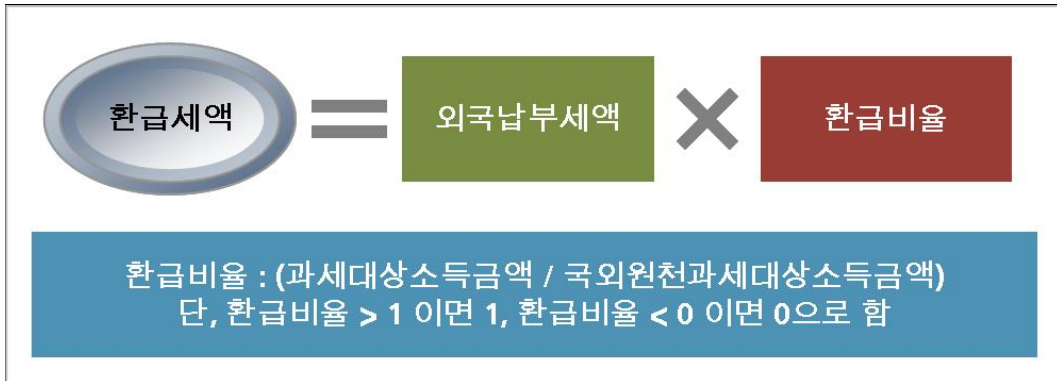 환급세액 = 외국납부세액 × 환급비율
환급비율 : (과세대상소득금액 / 국외원천과세대상소득금액)
단, 환급비율 > 1 이면 1, 환급비율 < 0 이면 0으로 함